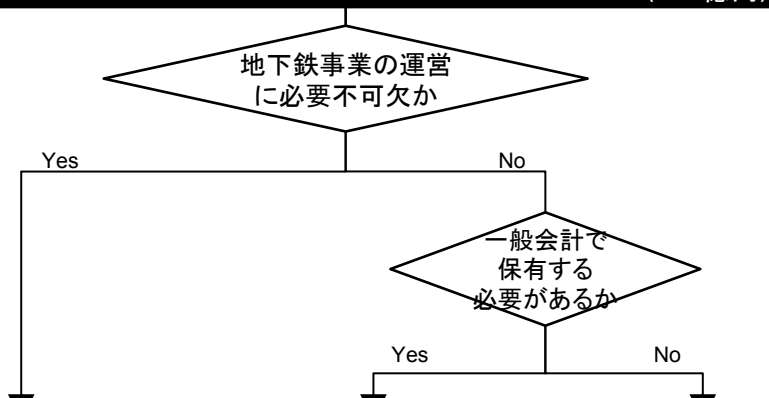 地下鉄事業の運営
に必要不可欠か
Yes
No
一般会計で
保有する
必要があるか
Yes
No